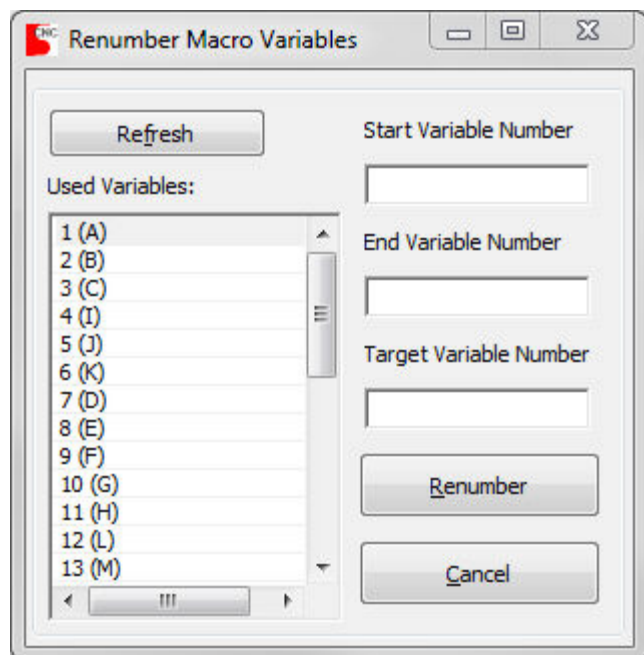 CNC
Renumber Macro Variables
Refresh
Used Variables:
1 (A)
2 (B)
3 (C)
4 (I)
5 (J)
6 (K)
7 (D)
8 (E)
9 (F)
10 (G)
11 (H)
12 (L)
13 (M)
Start Variable Number
End Variable Number
Target Variable Number
Renumber
Cancel